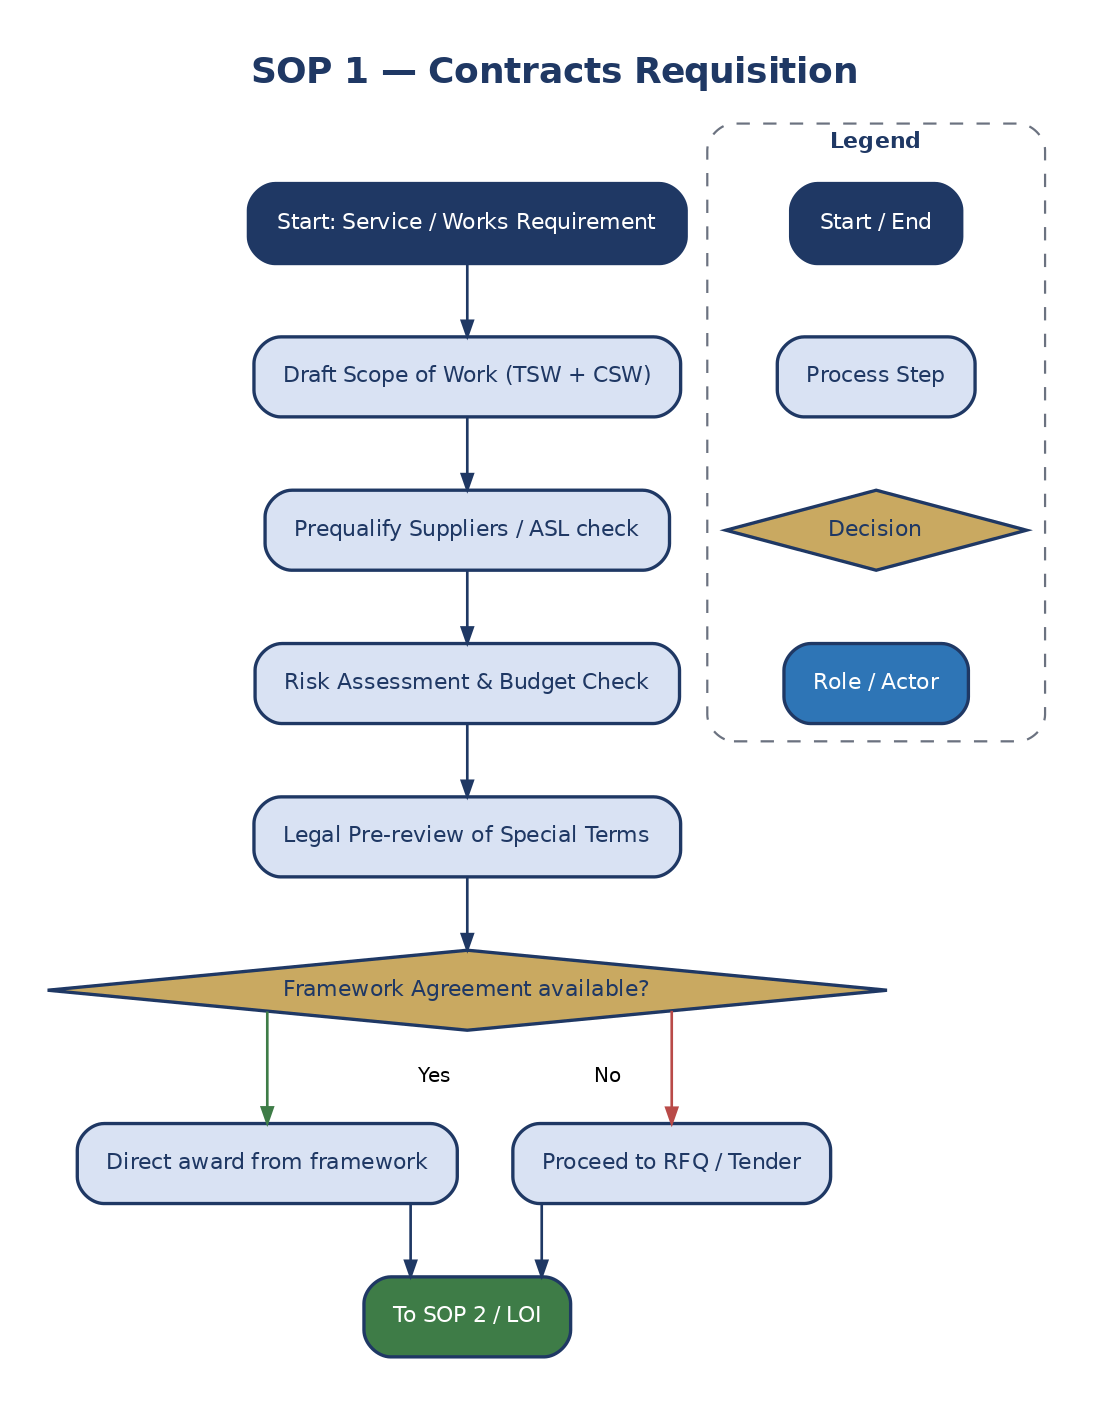 SOP 1 — Contracts Requisition
Legend
Start: Service / Works Requirement
Start / End
Draft Scope of Work (TSW + CSW)
Process Step
Prequalify Suppliers / ASL check
Decision
Risk Assessment & Budget Check
Role / Actor
Legal Pre-review of Special Terms
Framework Agreement available?
Yes
No
Direct award from framework
Proceed to RFQ / Tender
To SOP 2 / LOI